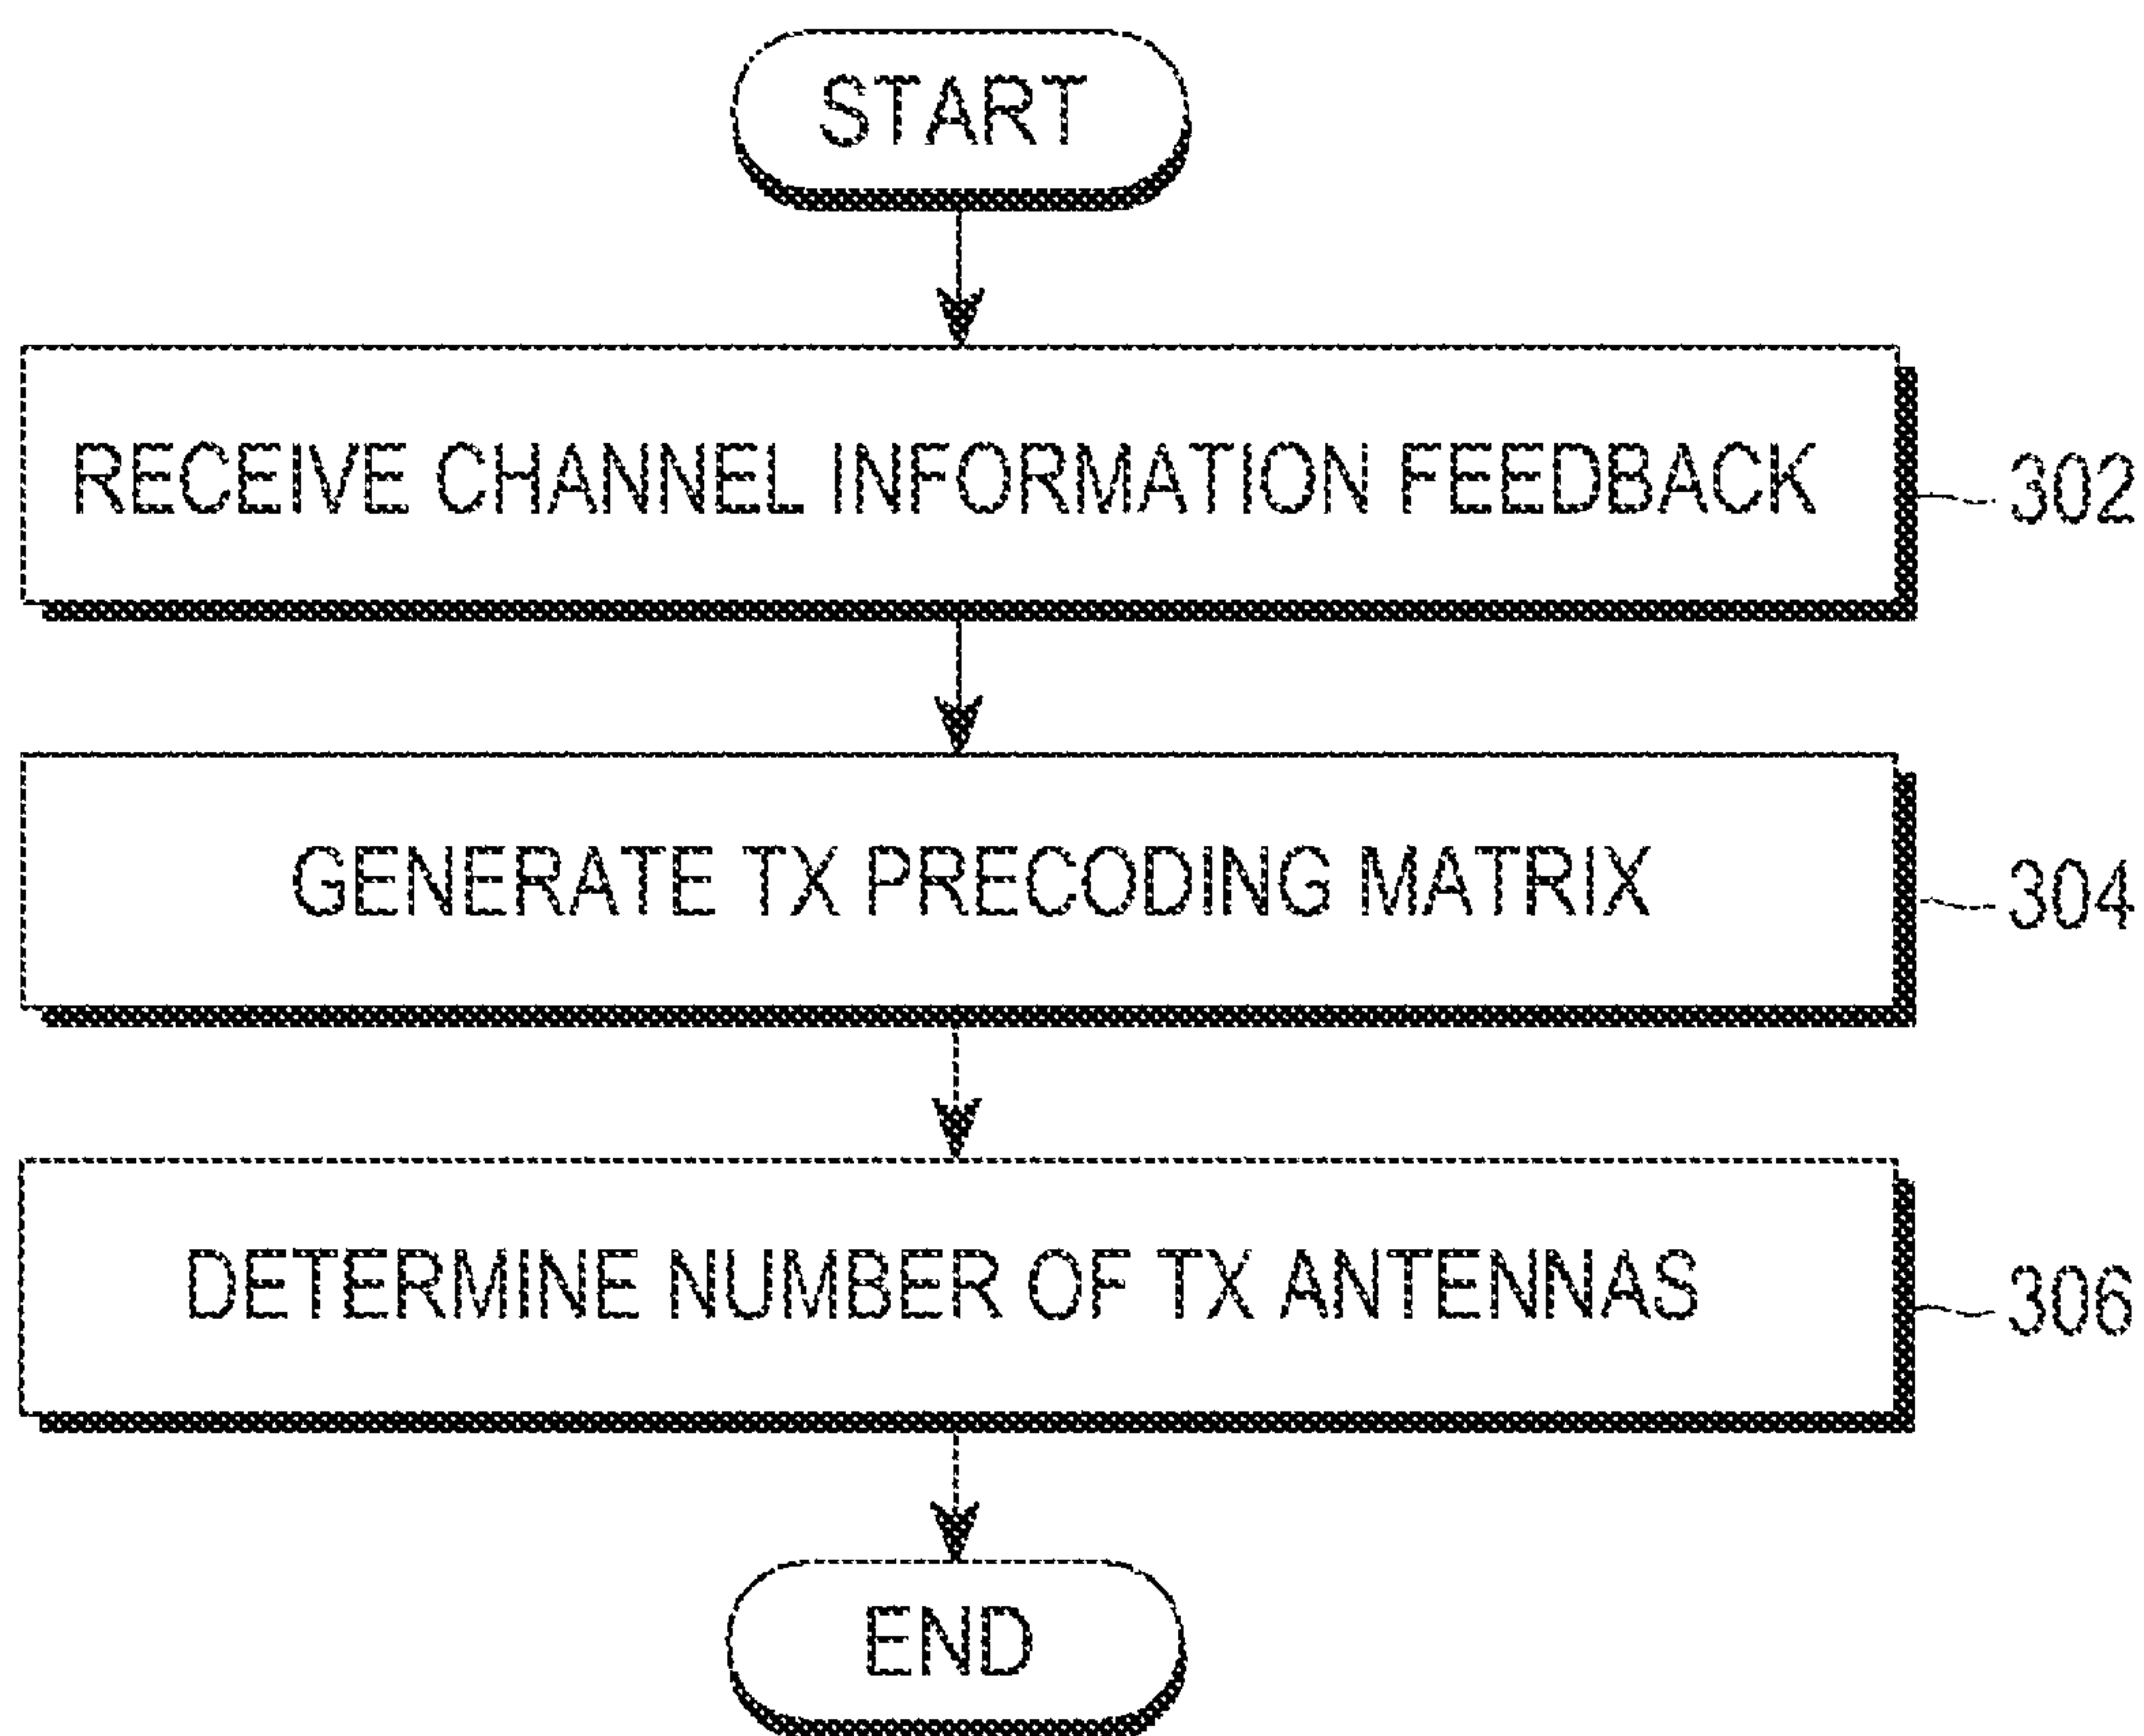 START
RECEIVE CHANNEL INFORMATION FEEDBACK
302
GENERATE TX PRECODING MATRIX
304
DETERMINE NUMBER OF TX ANTENNAS
306
END